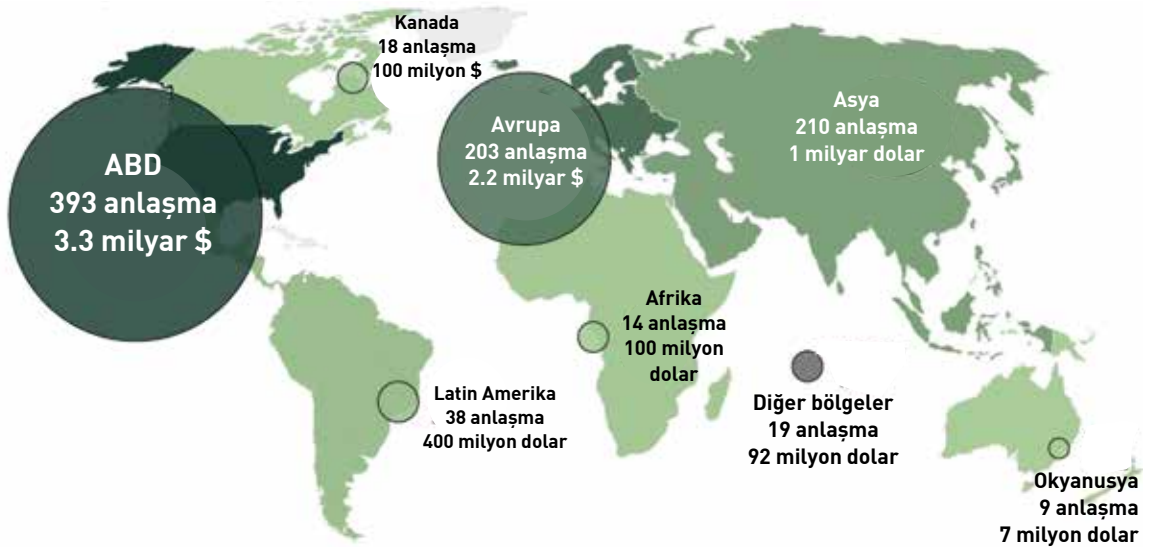 Kanada
18 anlaşma
100 milyon $
ABD
393 anlaşma
3.3 milyar $
Avrupa
203 anlaşma
2.2 milyar $
Asya
210 anlaşma
1 milyar dolar
Afrika
14 anlaşma
100 milyon
dolar
Latin Amerika
38 anlaşma
400 milyon dolar
Diğer bölgeler
19 anlaşma
92 milyon dolar
Okyanusya
9 anlaşma
7 milyon dolar